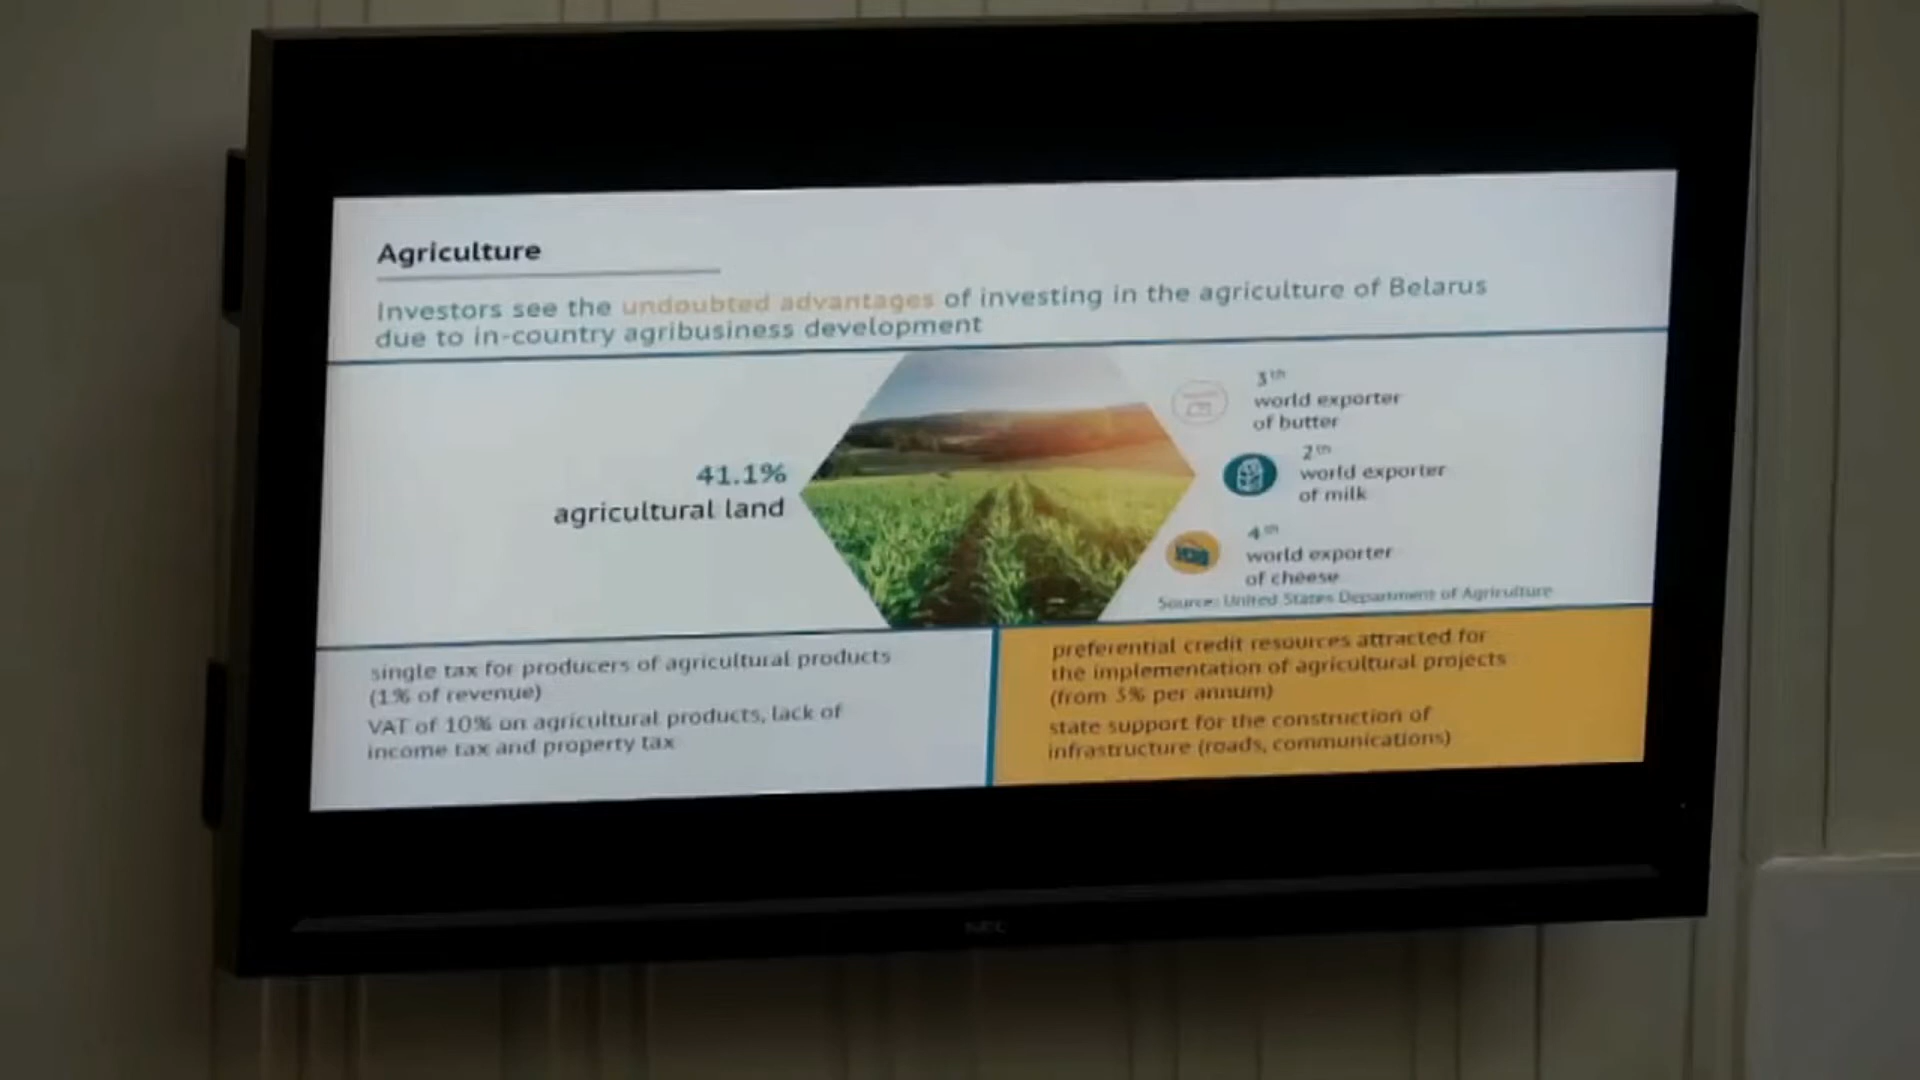 Agriculture
Investors see the undoubted advantages of investing in the agriculture of Belarus
due to in-country agribusiness development
41.1%
agricultural land
3th
world exporter
of butter
2th
world exporter
of milk
4th
world exporter
of cheese
Source: United States Department of Agriculture
single tax for producers of agricultural products
(1% of revenue)
VAT of 10% on agricultural products, lack of
income tax and property tax
preferential credit resources attracted for
the implementation of agricultural projects
(from 3% per annum)
state support for the construction of
infrastructure (roads, communications)
NEC